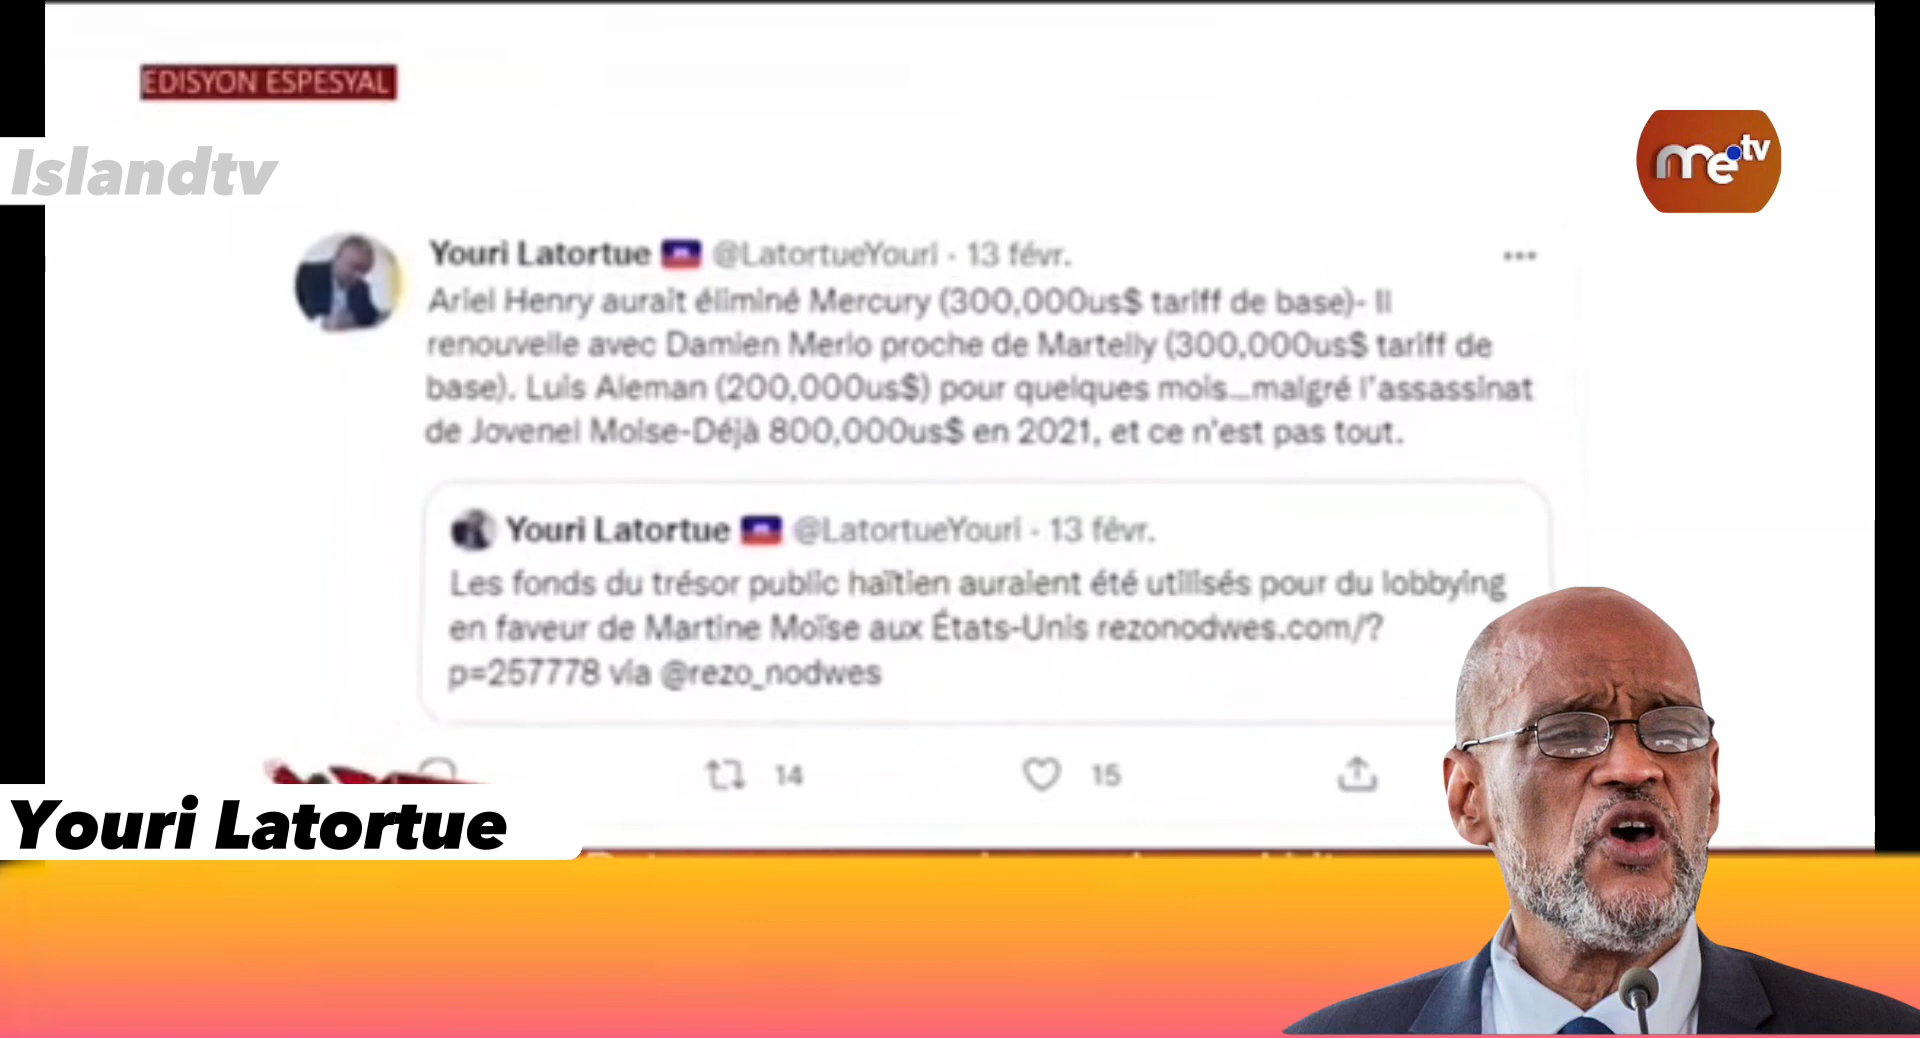 EDISYON ESPESYAL
Islandtv
me.tv
Youri Latortue @LatortueYouri · 13 févr.
Ariel Henry aurait éliminé Mercury (300,000us$ tariff de base)- Il
renouvelle avec Damien Merlo proche de Martelly (300,000us$ tariff de
base). Luis Aleman (200,000us$) pour quelques mois...malgré l'assassinat
de Jovenel Moise-Déjà 800,000us$ en 2021, et ce n'est pas tout.
Youri Latortue @LatortueYouri · 13 févr.
Les fonds du trésor public haïtien auraient été utilisés pour du lobbying
en faveur de Martine Moïse aux États-Unis rezonodwes.com/?
p=257778 via @rezo_nodwes
14
15
Youri Latortue